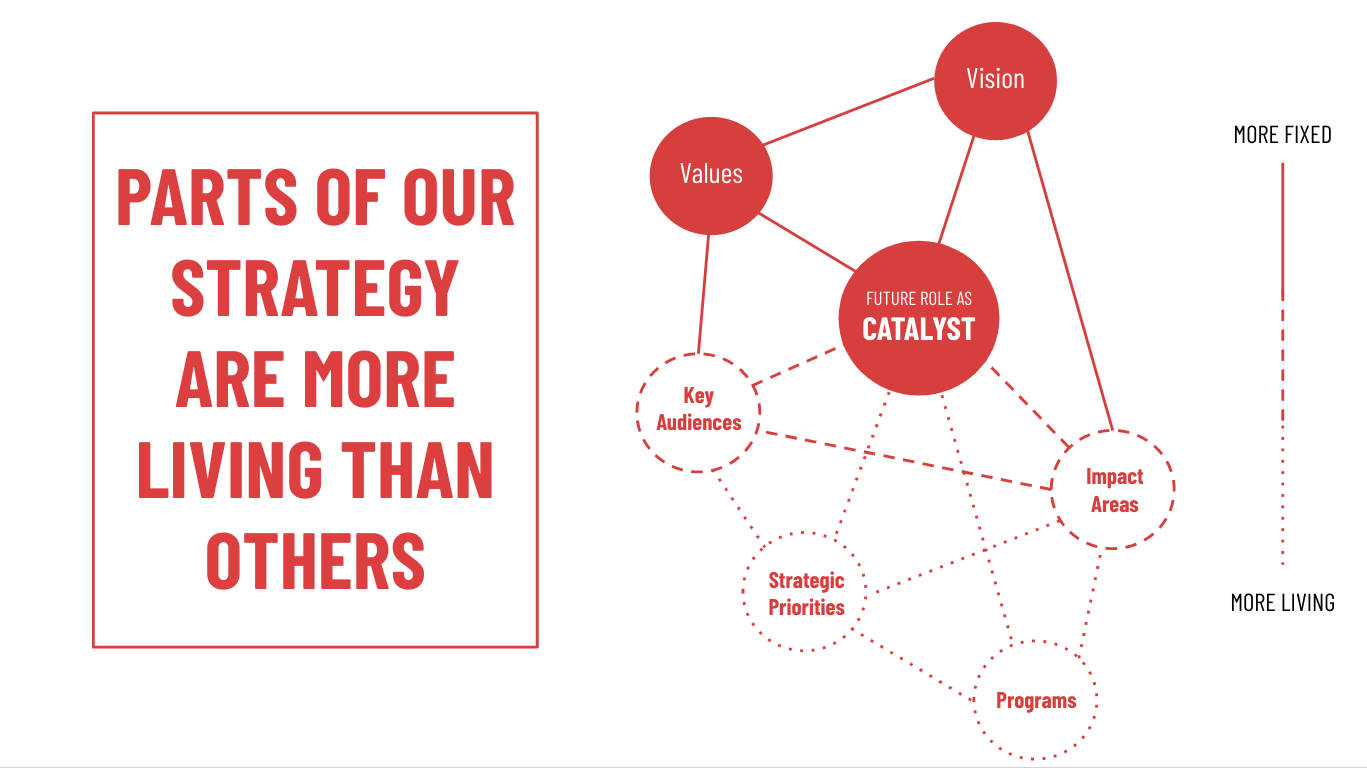 PARTS OF OUR
STRATEGY
ARE MORE
LIVING THAN
OTHERS
Vision
Values
FUTURE ROLE AS
CATALYST
Key
Audiences
Impact
Areas
Strategic
Priorities
Programs
MORE FIXED
MORE LIVING